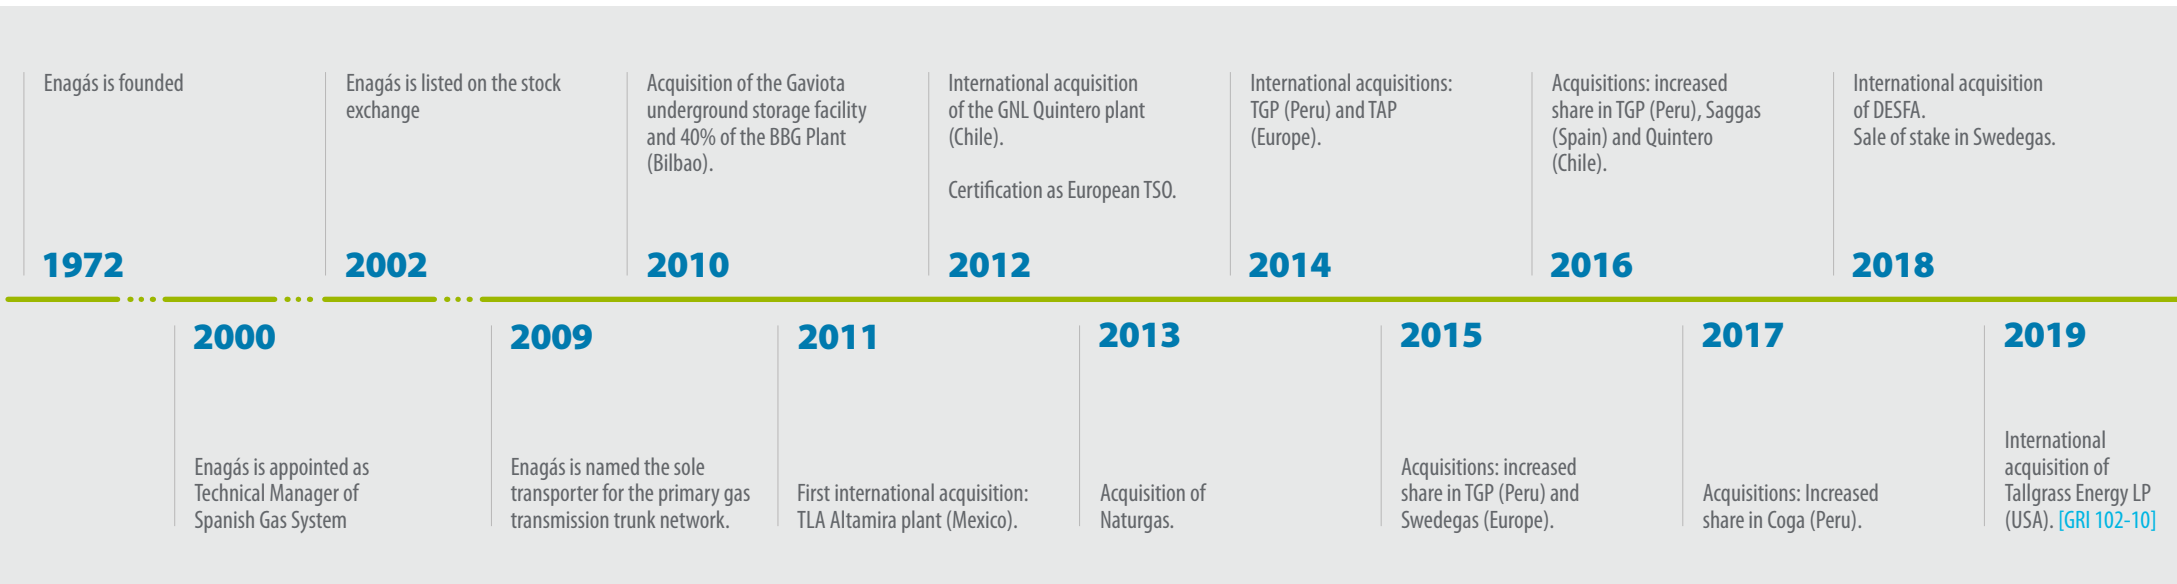 Enagás is founded
1972
Enagás is listed on the stock
exchange
2002
Acquisition of the Gaviota
underground storage facility
and 40% of the BBG Plant
(Bilbao).
2010
International acquisition
of the GNL Quintero plant
(Chile).
Certification as European TSO.
2012
International acquisitions:
TGP (Peru) and TAP
(Europe).
2014
Acquisitions: increased
share in TGP (Peru), Saggas
(Spain) and Quintero
(Chile).
2016
International acquisition
of DESFA.
Sale of stake in Swedegas.
2018
2000
Enagás is appointed as
Technical Manager of
Spanish Gas System
2009
Enagás is named the sole
transporter for the primary gas
transmission trunk network.
2011
First international acquisition:
TLA Altamira plant (Mexico).
2013
Acquisition of
Naturgas.
2015
Acquisitions: increased
share in TGP (Peru) and
Swedegas (Europe).
2017
Acquisitions: Increased
share in Coga (Peru).
2019
International
acquisition of
Tallgrass Energy LP
(USA). [GRI 102-10]